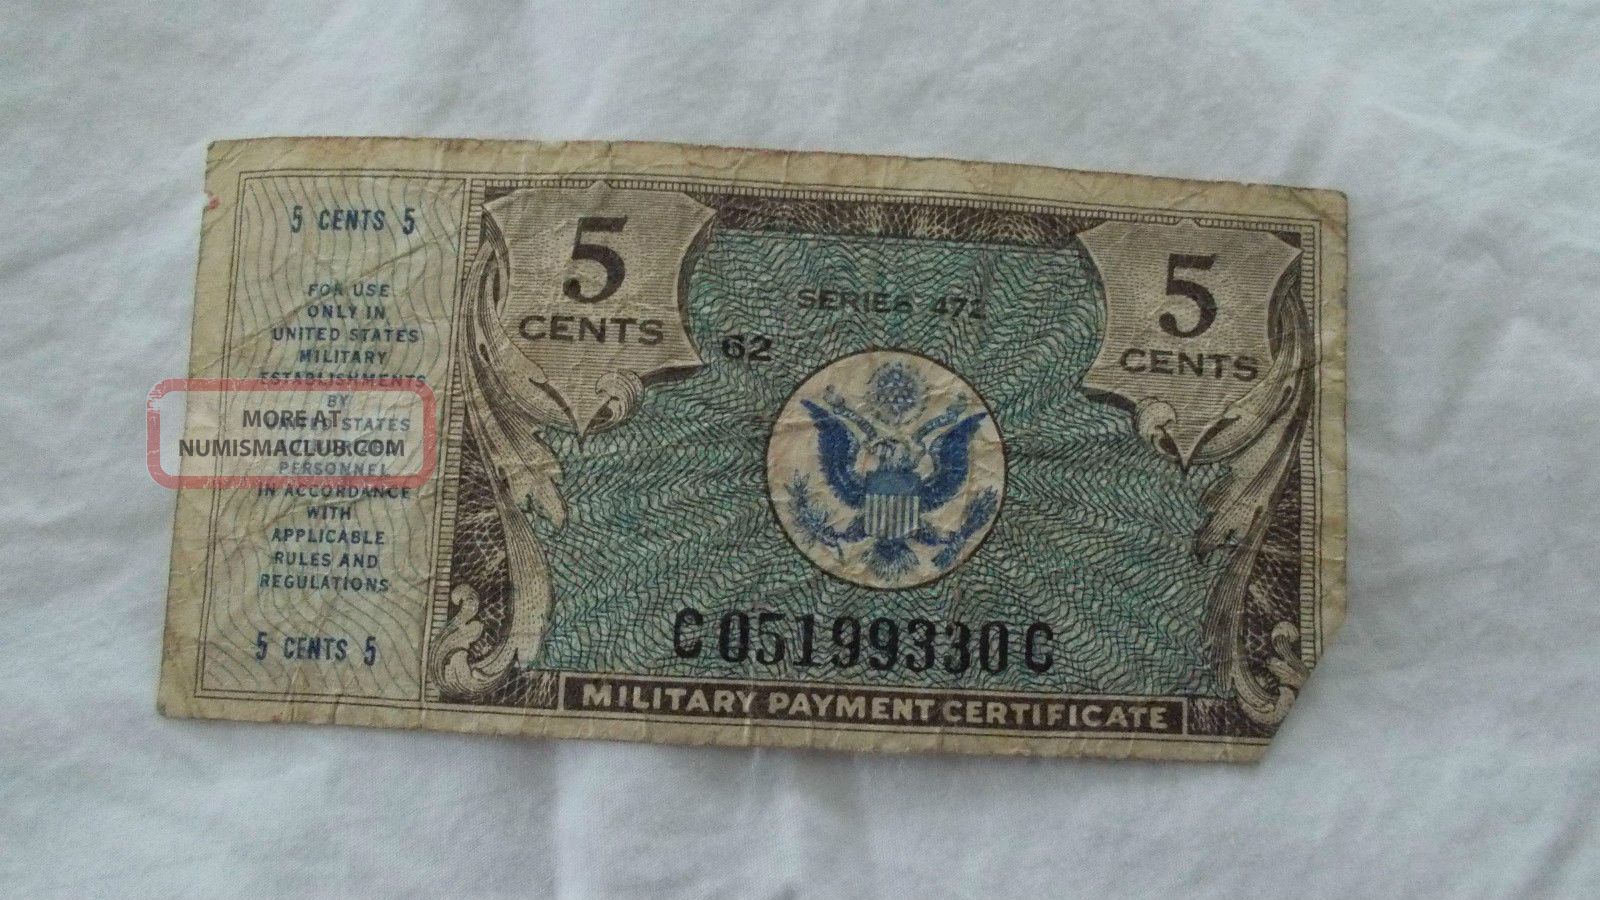 5 CENTS 5
FOR USE
ONLY IN
UNITED STATES
MILITARY
ESTABLISHMENTS
BY
STATES
PERSONNEL
IN ACCORDANCE
WITH
APPLICABLE
RULES AND
REGULATIONS
5 CENTS 5
MORE AT
NUMISMACLUB.COM
5
CENTS
SERIES 472
62
5
CENTS
C05199330C
MILITARY PAYMENT CERTIFICATE